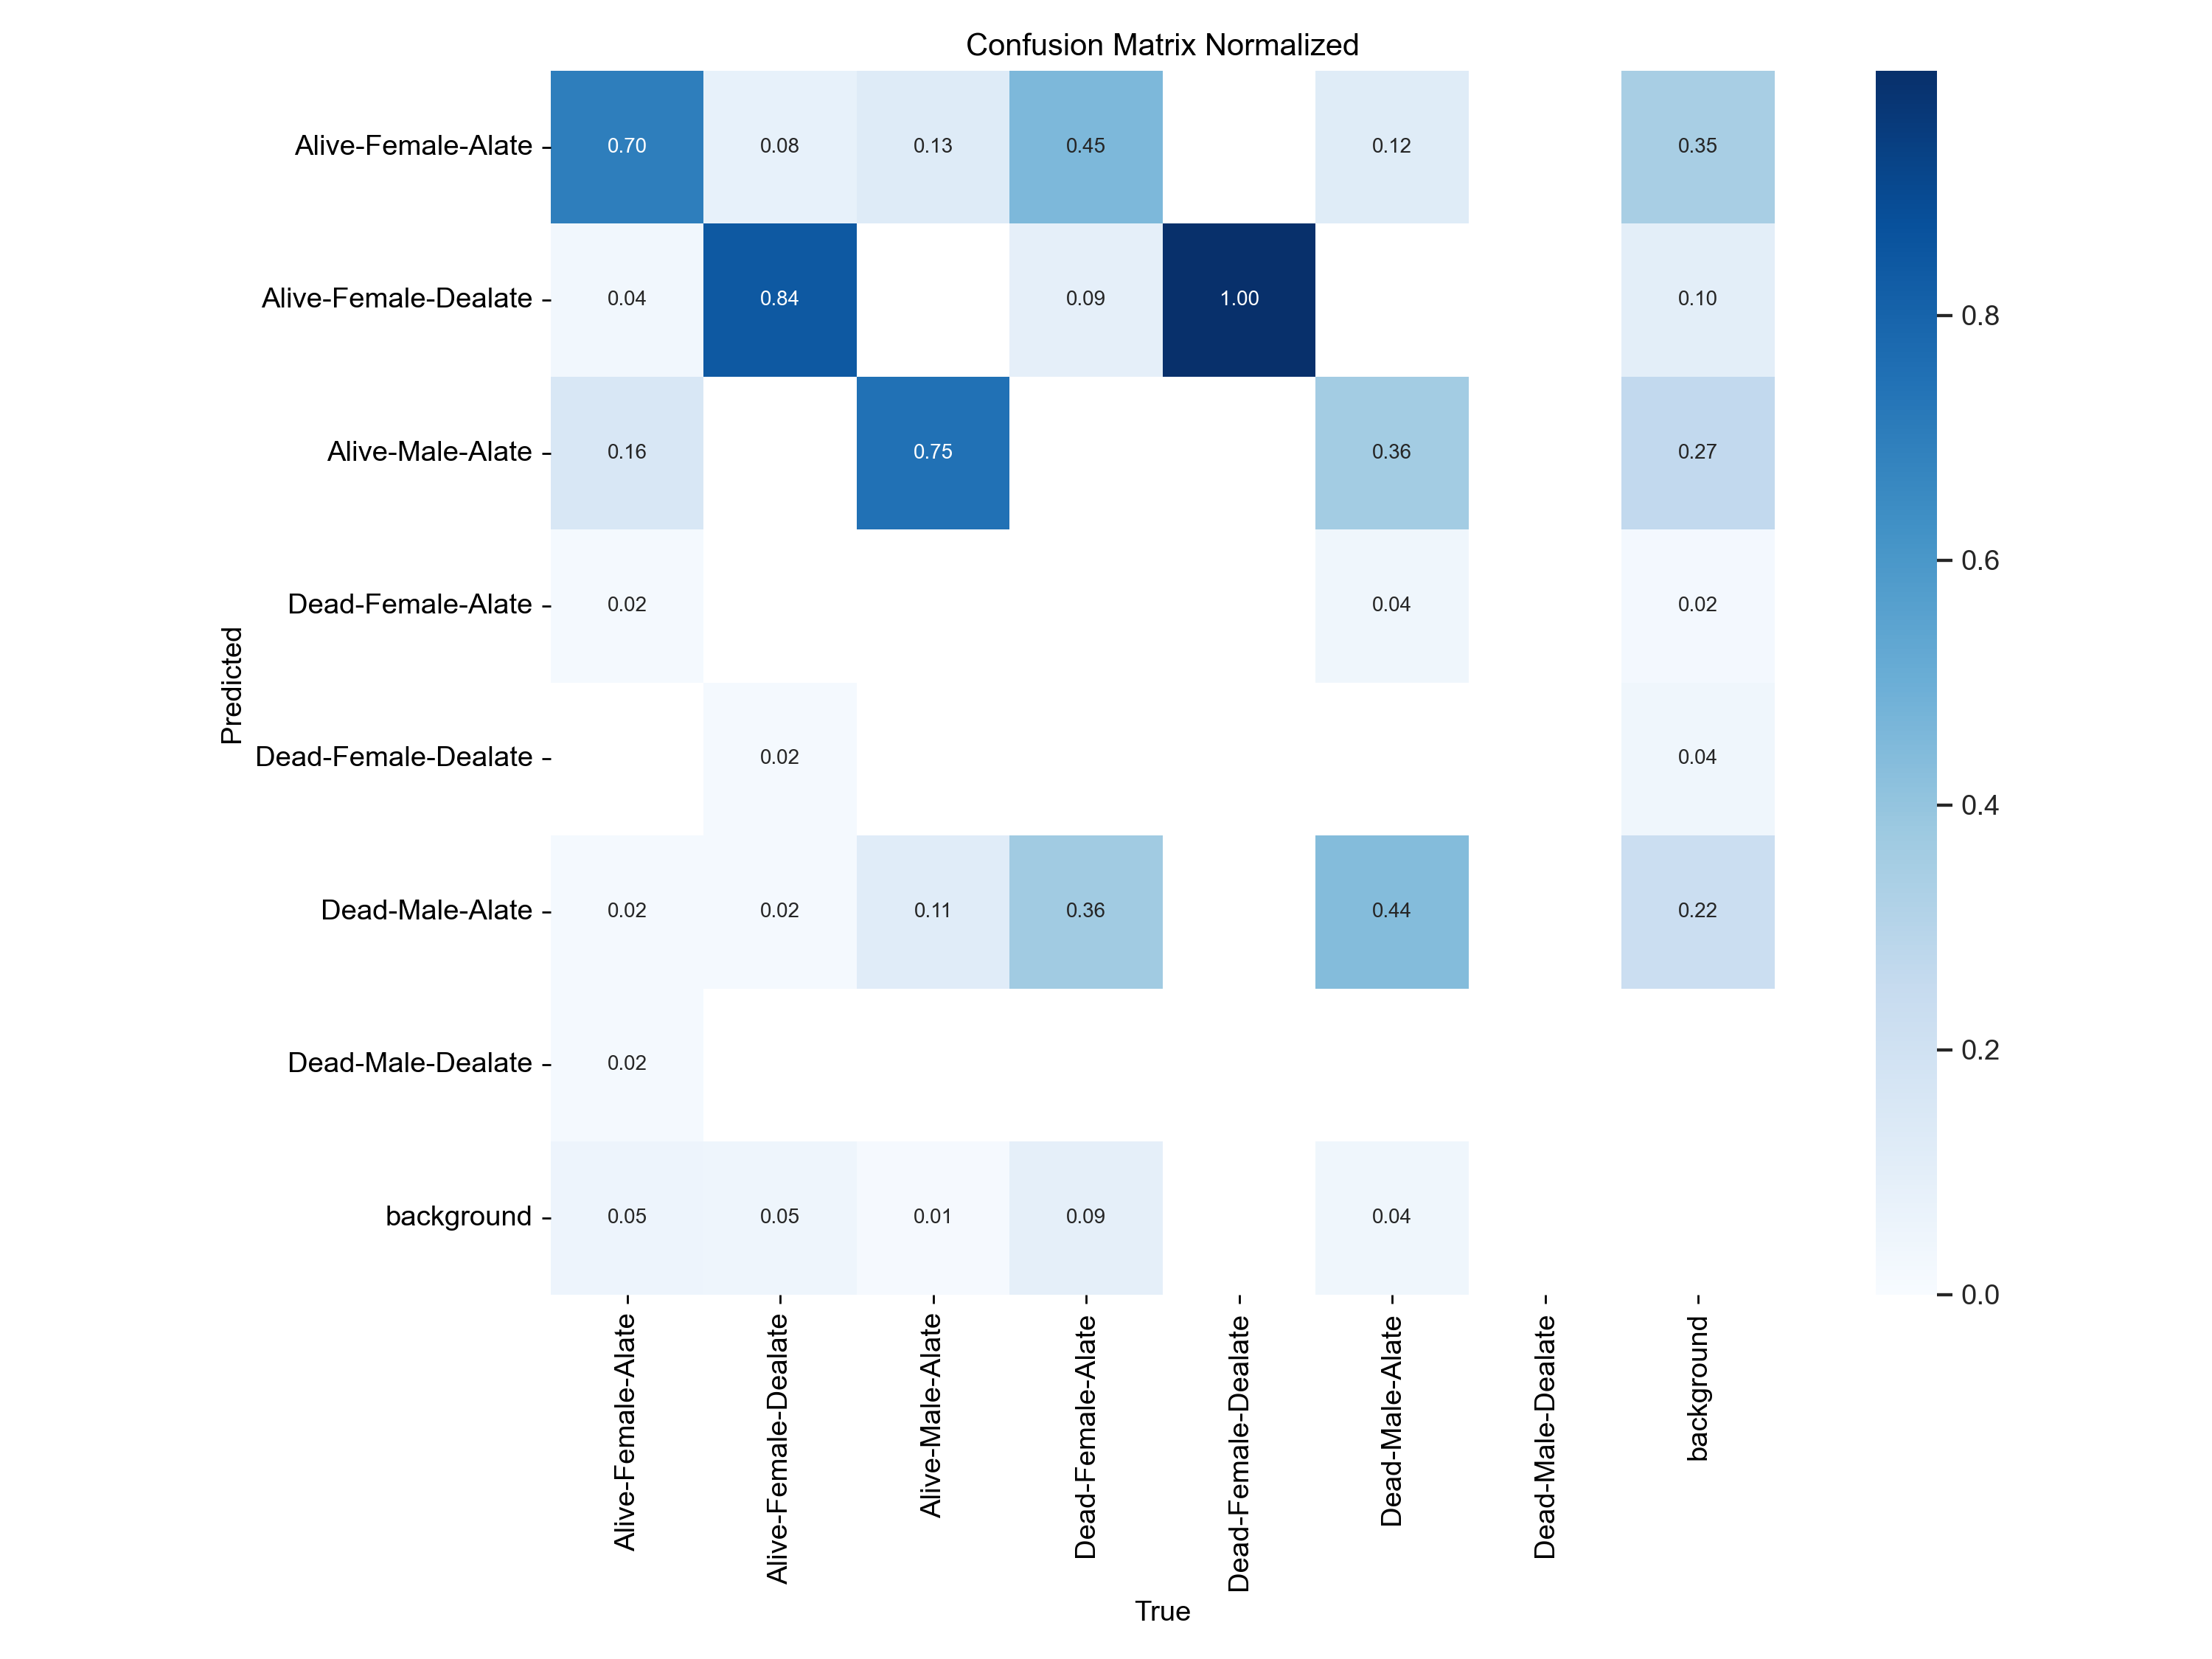 Confusion Matrix Normalized
Predicted
Alive-Female-Alate 0.70 0.08 0.13 0.45 0.12 0.35
Alive-Female-Dealate 0.04 0.84 0.09 1.00 0.10
Alive-Male-Alate 0.16 0.75 0.36 0.27
Dead-Female-Alate 0.02 0.04 0.02
Dead-Female-Dealate 0.02 0.04
Dead-Male-Alate 0.02 0.02 0.11 0.36 0.44 0.22
Dead-Male-Dealate 0.02
background 0.05 0.05 0.01 0.09 0.04
Alive-Female-Alate
Alive-Female-Dealate
Alive-Male-Alate
Dead-Female-Alate
Dead-Female-Dealate
Dead-Male-Alate
Dead-Male-Dealate
background
True
0.8
0.6
0.4
0.2
0.0